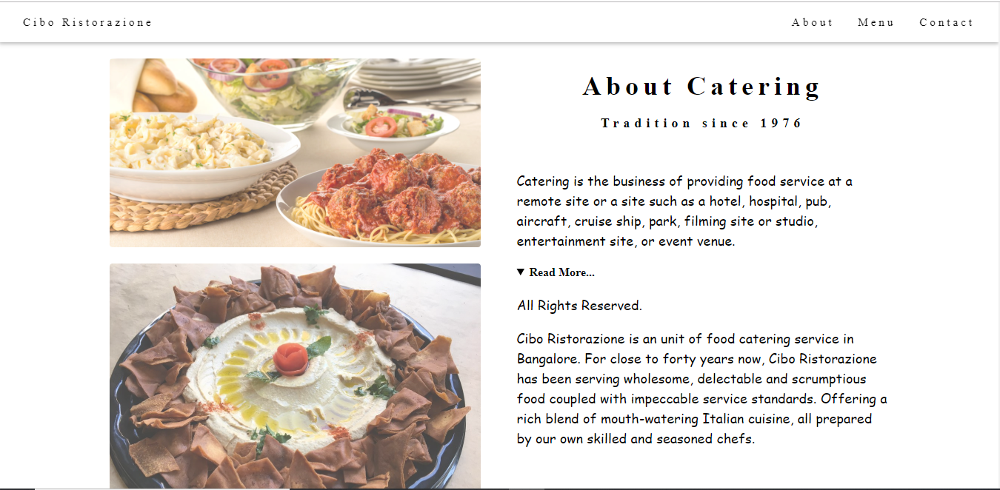 Cibo Ristorazione
About Menu Contact
About Catering
Tradition since 1976
Catering is the business of providing food service at a
remote site or a site such as a hotel, hospital, pub,
aircraft, cruise ship, park, filming site or studio,
entertainment site, or event venue.
Read More...
All Rights Reserved.
Cibo Ristorazione is an unit of food catering service in
Bangalore. For close to forty years now, Cibo Ristorazione
has been serving wholesome, delectable and scrumptious
food coupled with impeccable service standards. Offering a
rich blend of mouth-watering Italian cuisine, all prepared
by our own skilled and seasoned chefs.